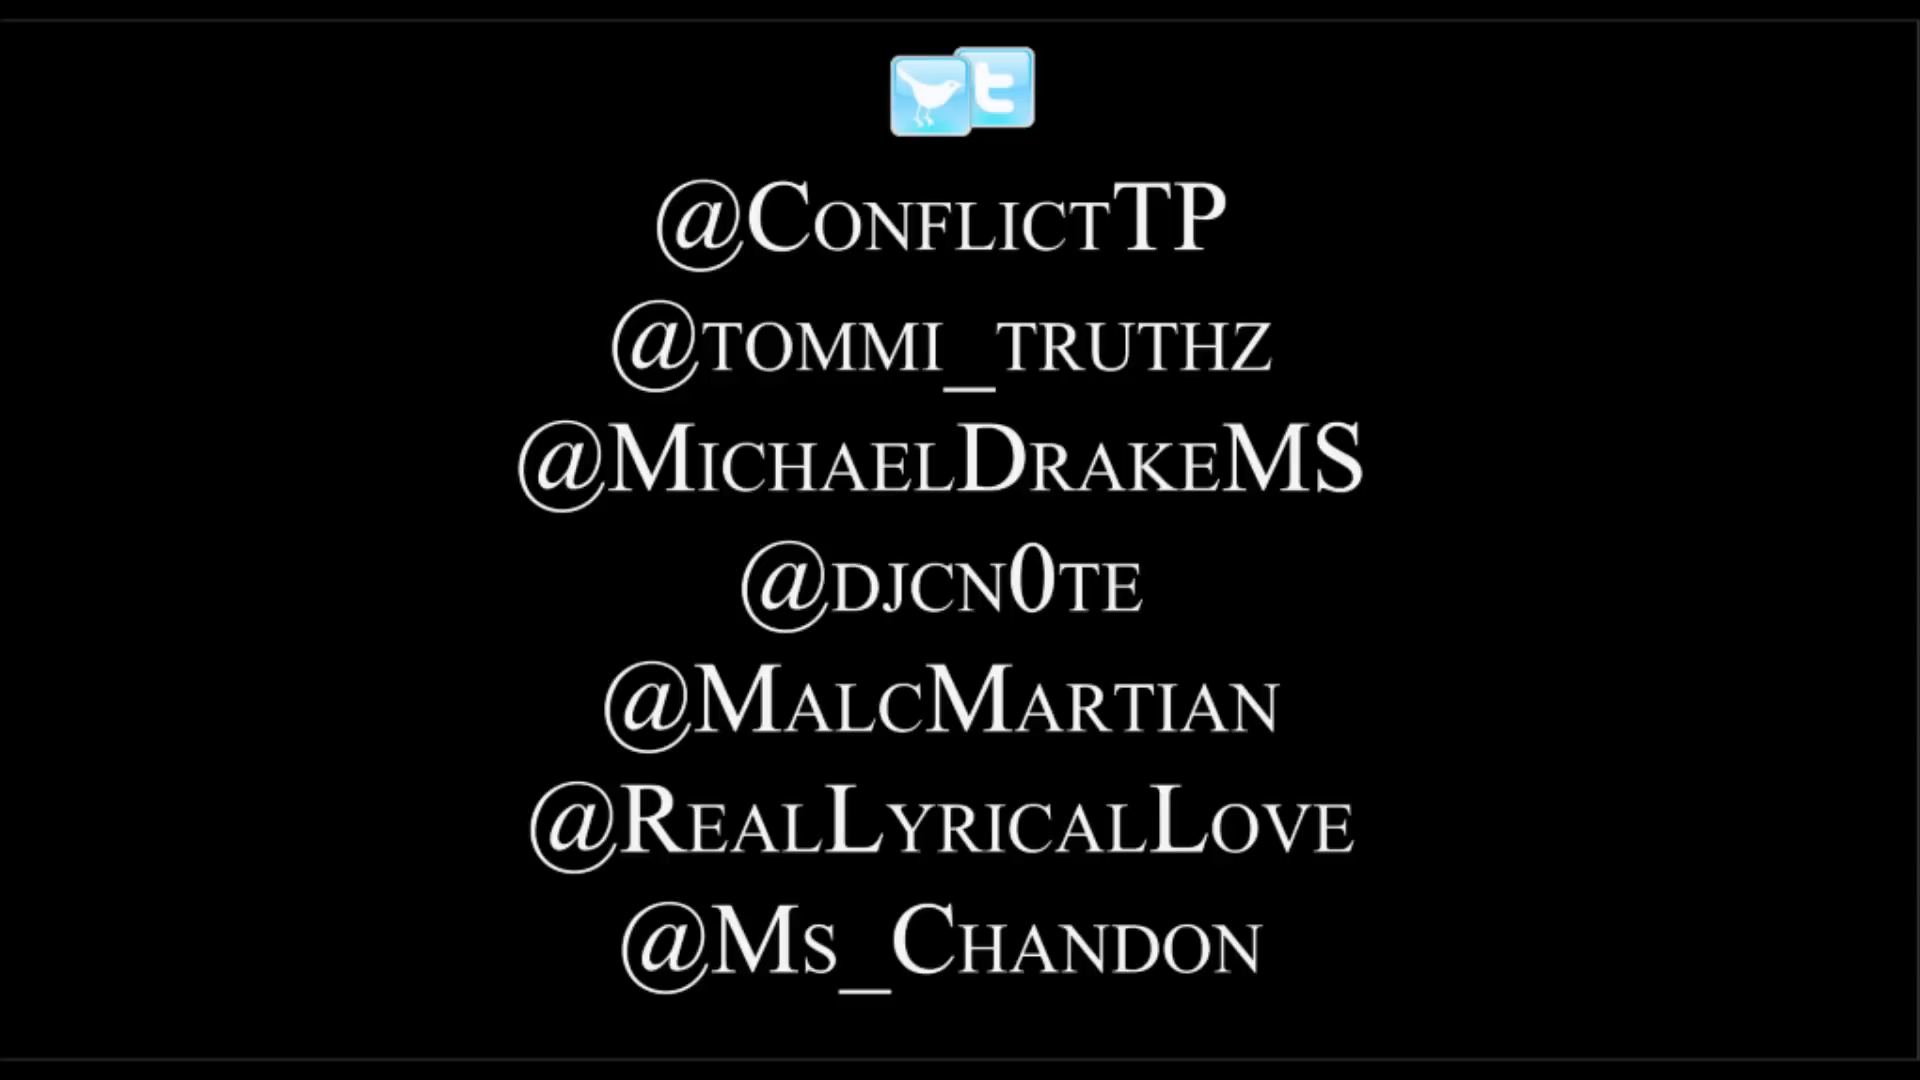 t
@ConflictTP
@tommi_truthz
@MichaelDrakeMS
@djcn0te
@MalcMartian
@RealLyricalLove
@Ms_Chandon